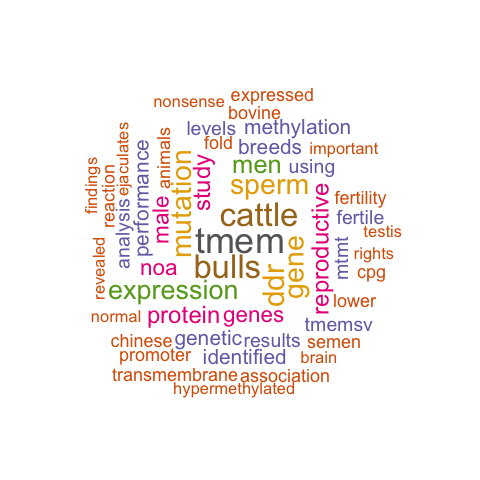 nonsense expressed
bovine
levels methylation
fold breeds important
men using
sperm
findings
reaction
ejaculates
analysis
performance
animals
male
mutation
study
cattle
reproductive
fertility
fertile
testis
tmem
revealed
noa
bulls
ddr
gene
mtmt
rights
cpg
expression
lower
normal protein genes
tmemsv
chinese genetic results semen
promoter identified brain
transmembrane association
hypermethylated